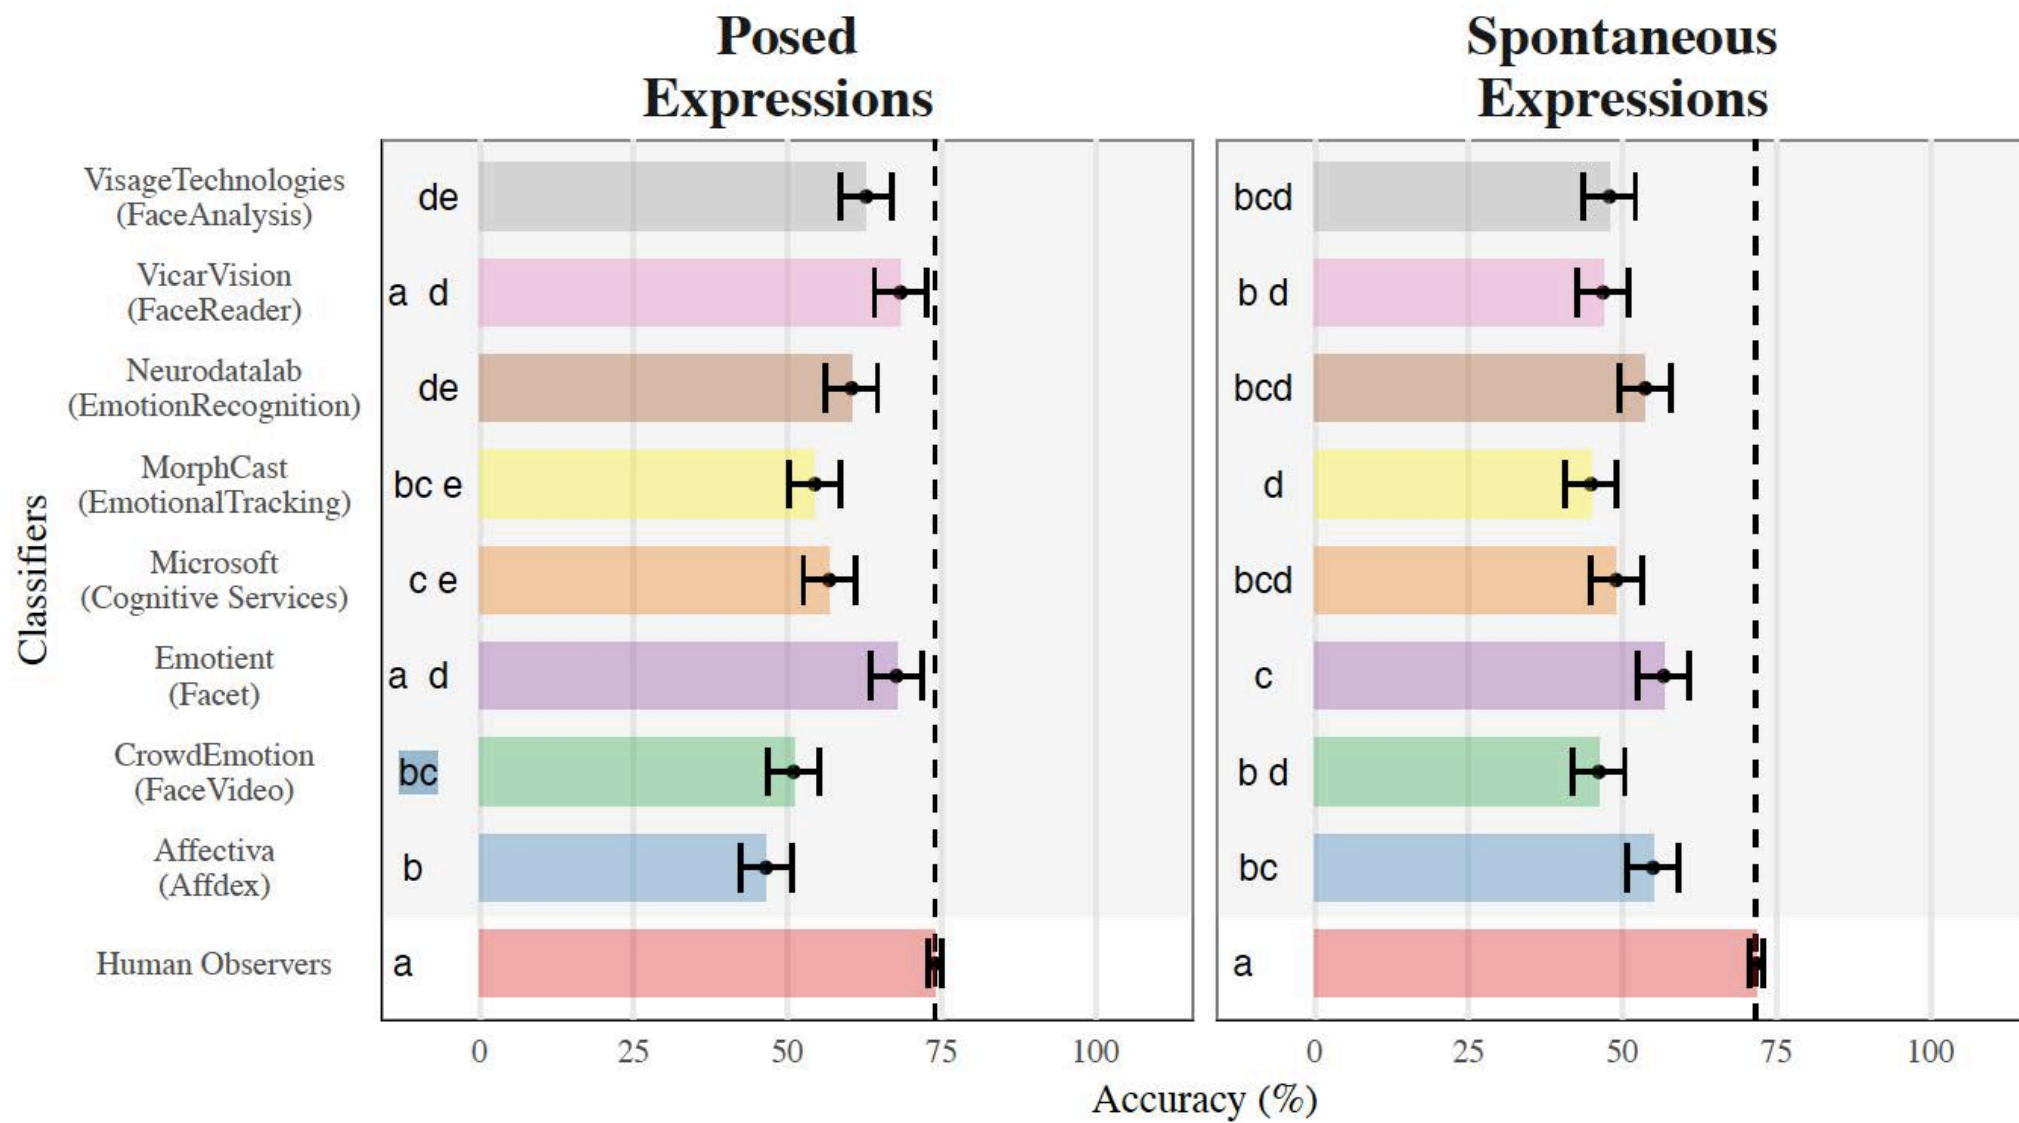 Posed
Expressions
Spontaneous
Expressions
Classifiers
VisageTechnologies
(FaceAnalysis)
de
bcd
VicarVision
(FaceReader)
a d
b d
Neurodatalab
(EmotionRecognition)
de
bcd
MorphCast
(EmotionalTracking)
bc e
d
Microsoft
(Cognitive Services)
c e
bcd
Emotient
(Facet)
a d
c
CrowdEmotion
(FaceVideo)
bc
b d
Affectiva
(Affdex)
b
bc
Human Observers
a
a
0 25 50 75 100
0 25 50 75 100
Accuracy (%)